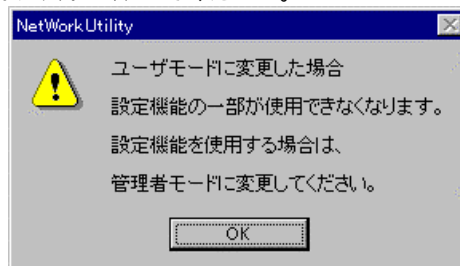 NetWorkUtility
ユーザモードに変更した場合
設定機能の一部が使用できなくなります。
設定機能を使用する場合は、
管理者モードに変更してください。
OK